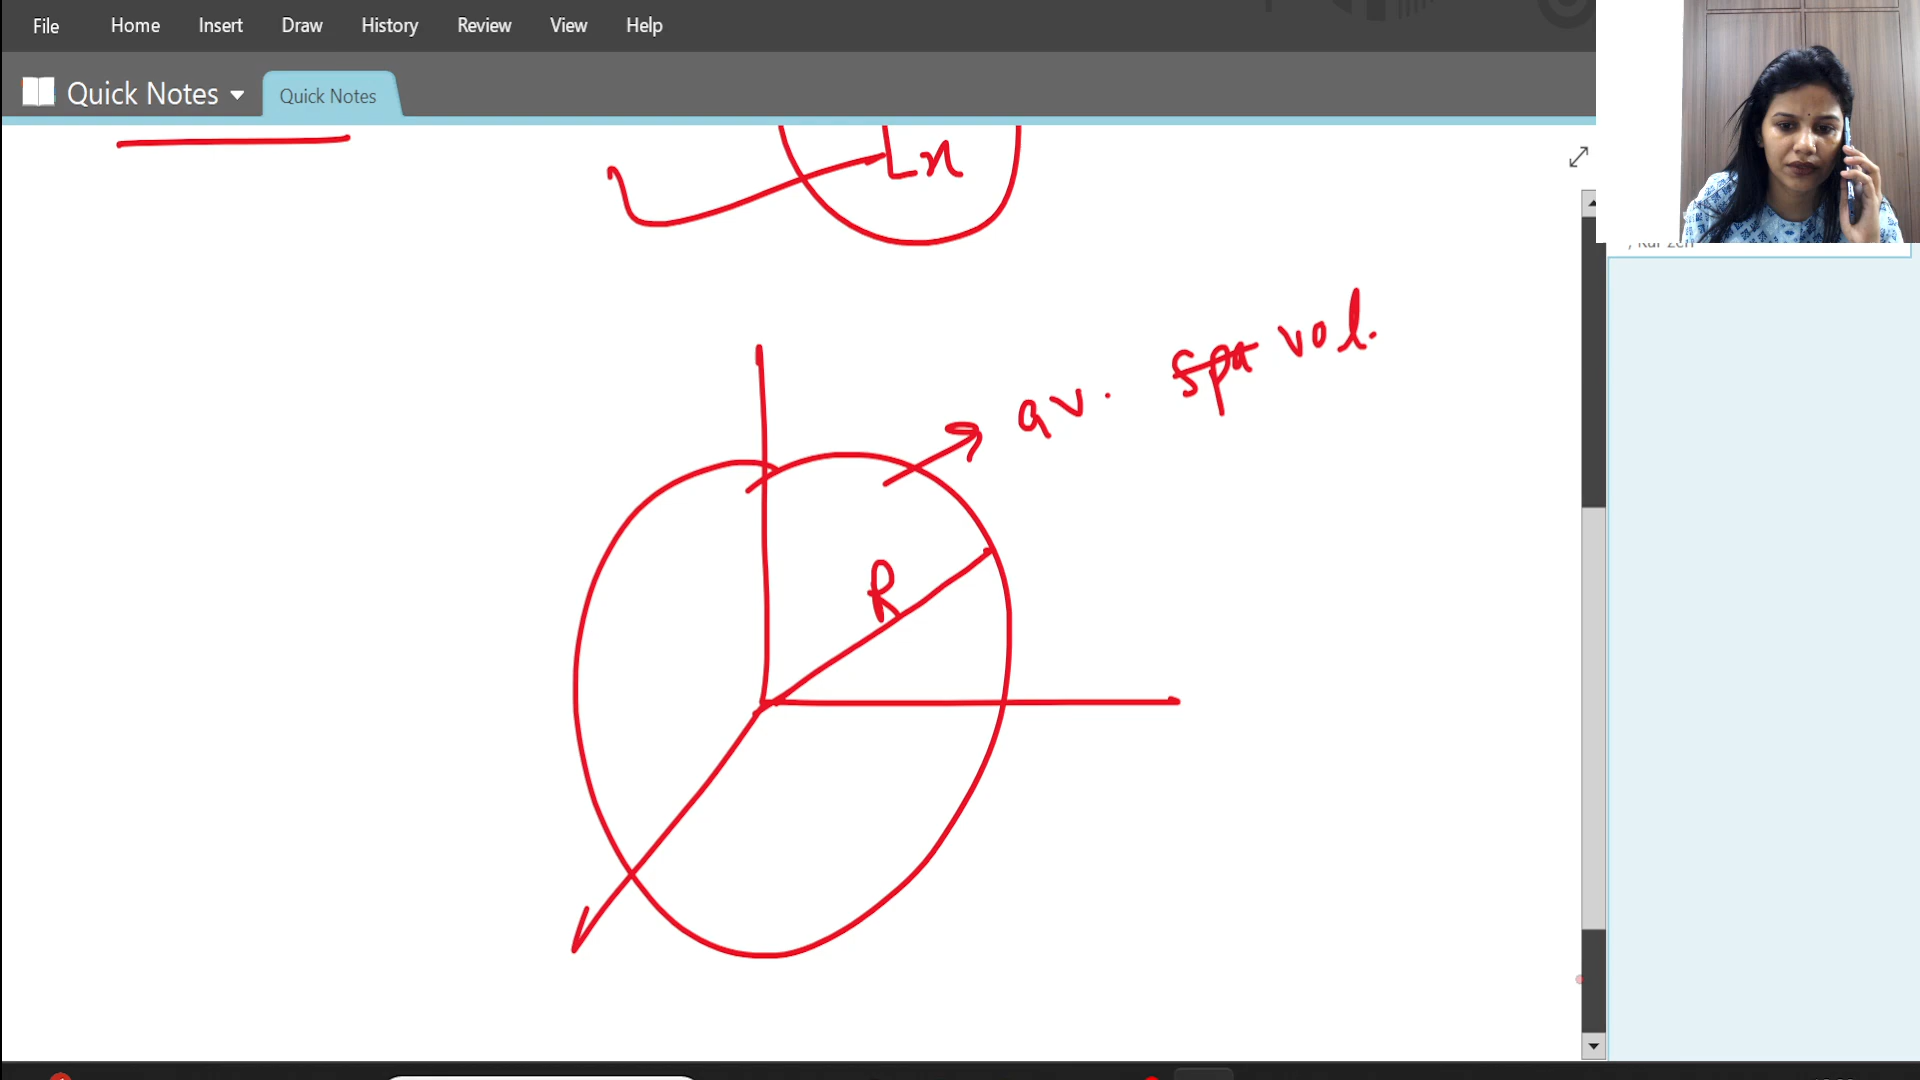 File Home Insert Draw History Review View Help
Quick Notes Quick Notes
Ln
av. spa vol.
R